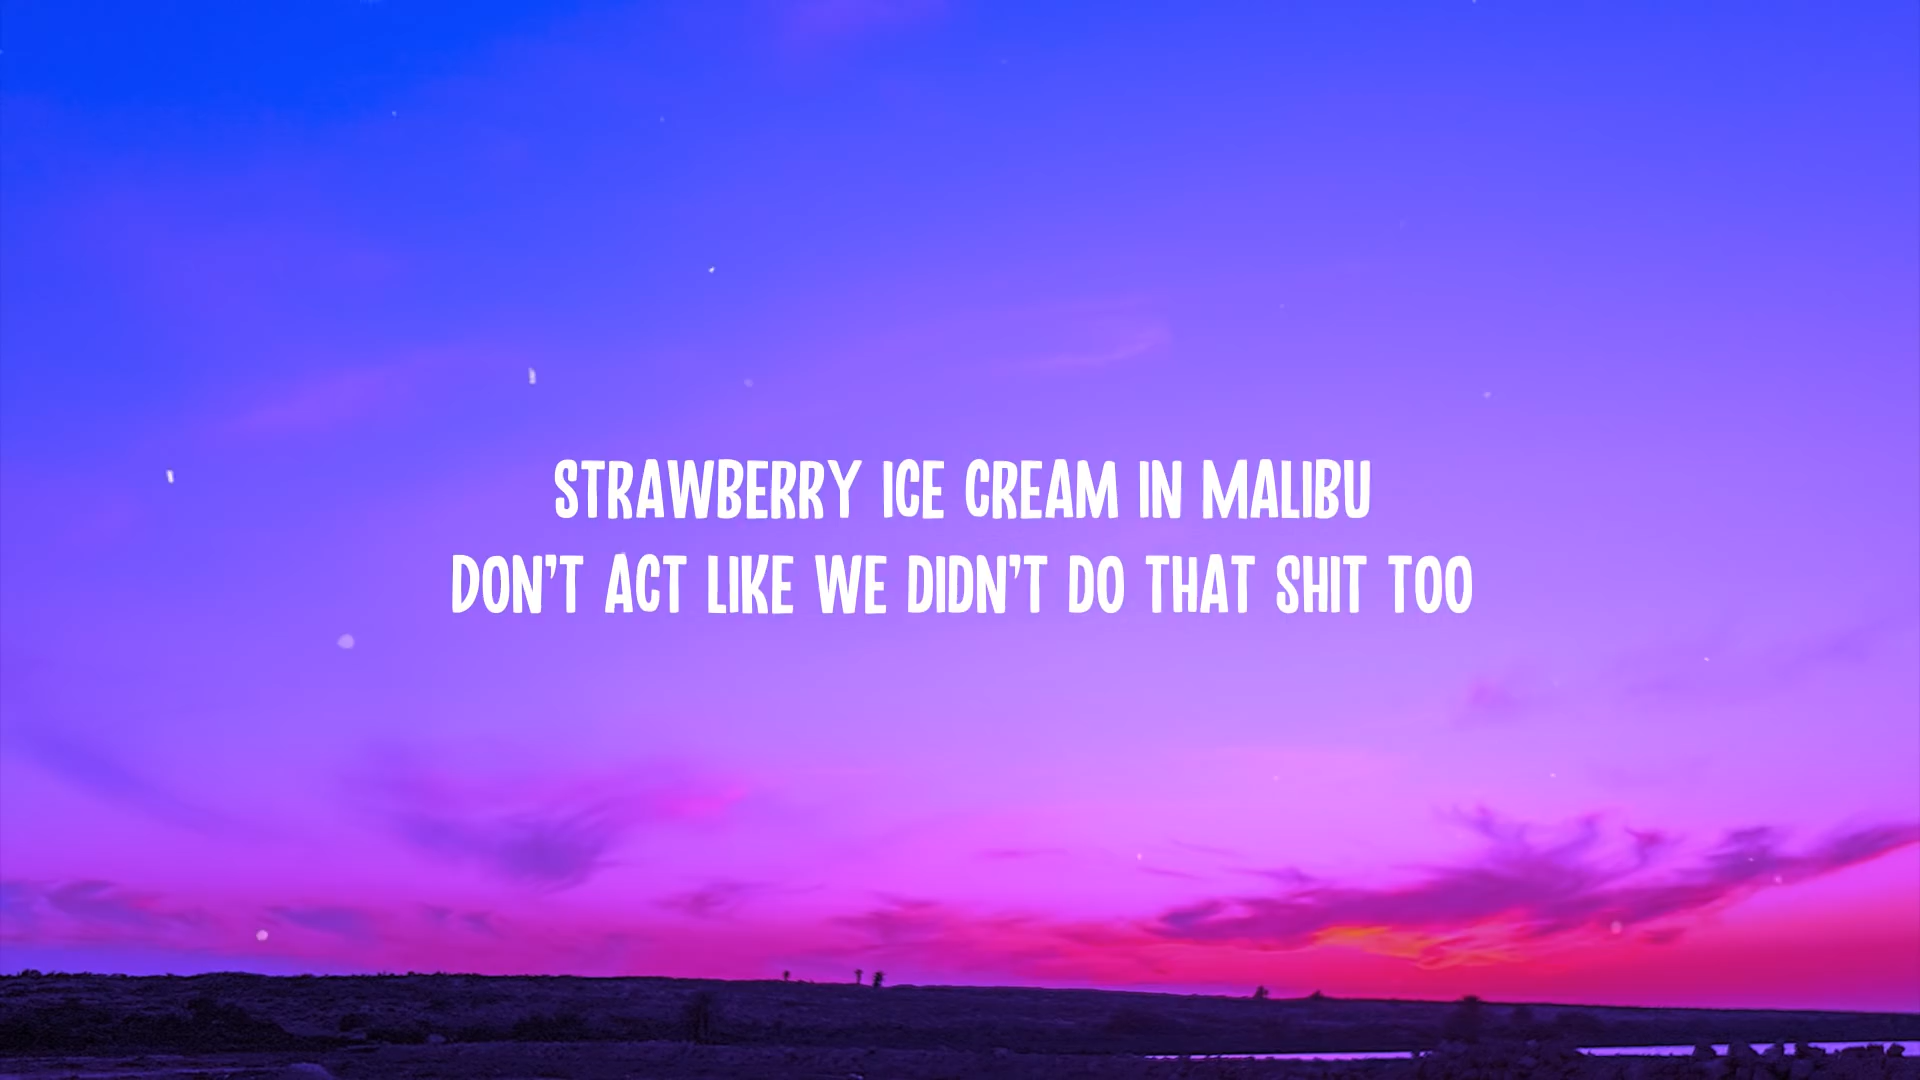 STRAWBERRY ICE CREAM IN MALIBU
DON'T ACT LIKE WE DIDN'T DO THAT SHIT TOO